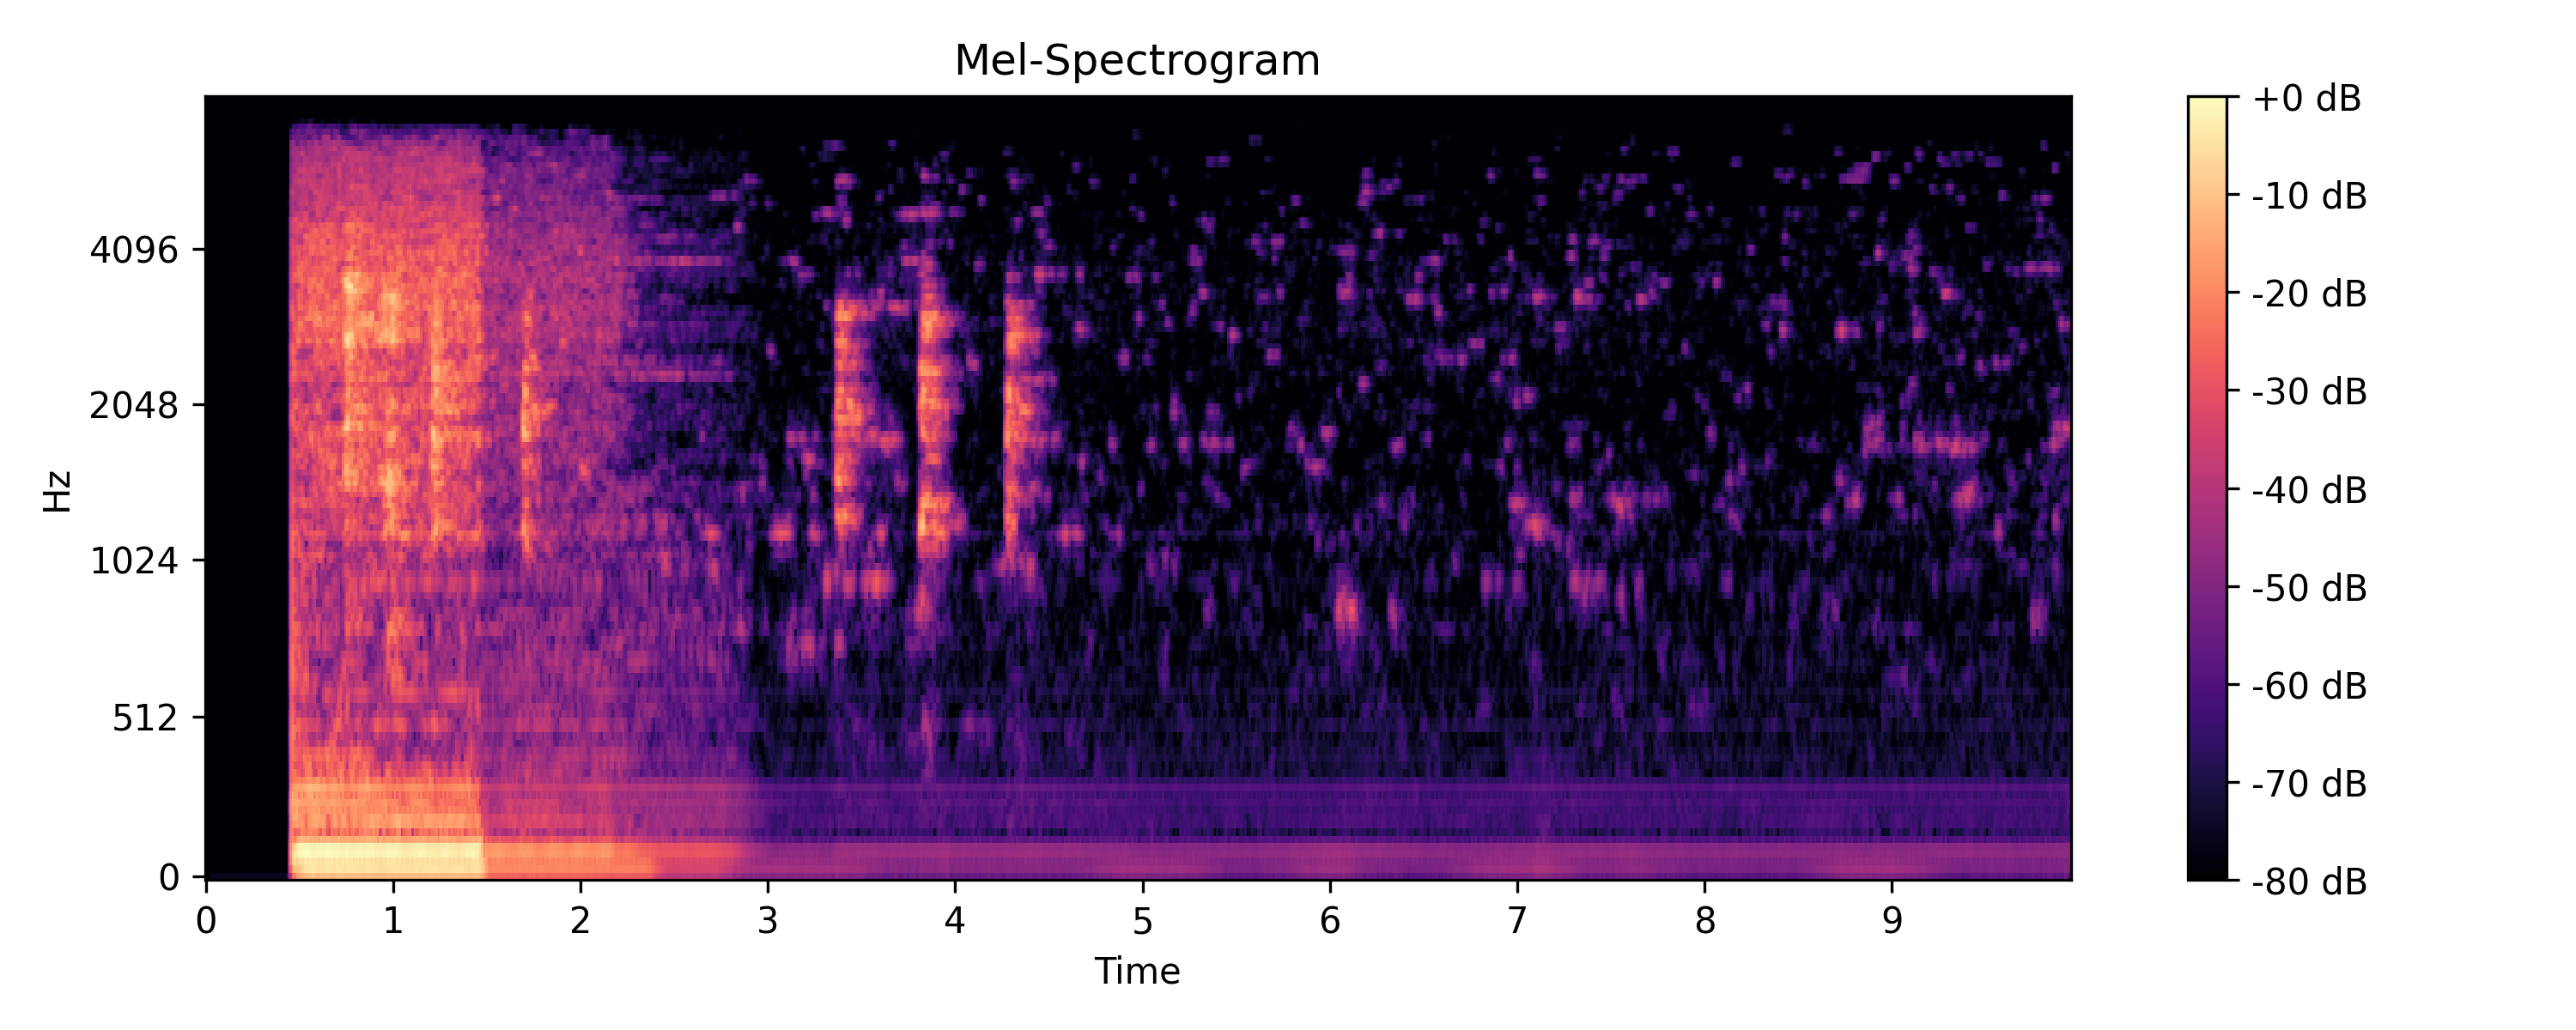 Mel-Spectrogram
Hz
4096
2048
1024
512
0
0 1 2 3 4 5 6 7 8 9
Time
+0 dB
-10 dB
-20 dB
-30 dB
-40 dB
-50 dB
-60 dB
-70 dB
-80 dB